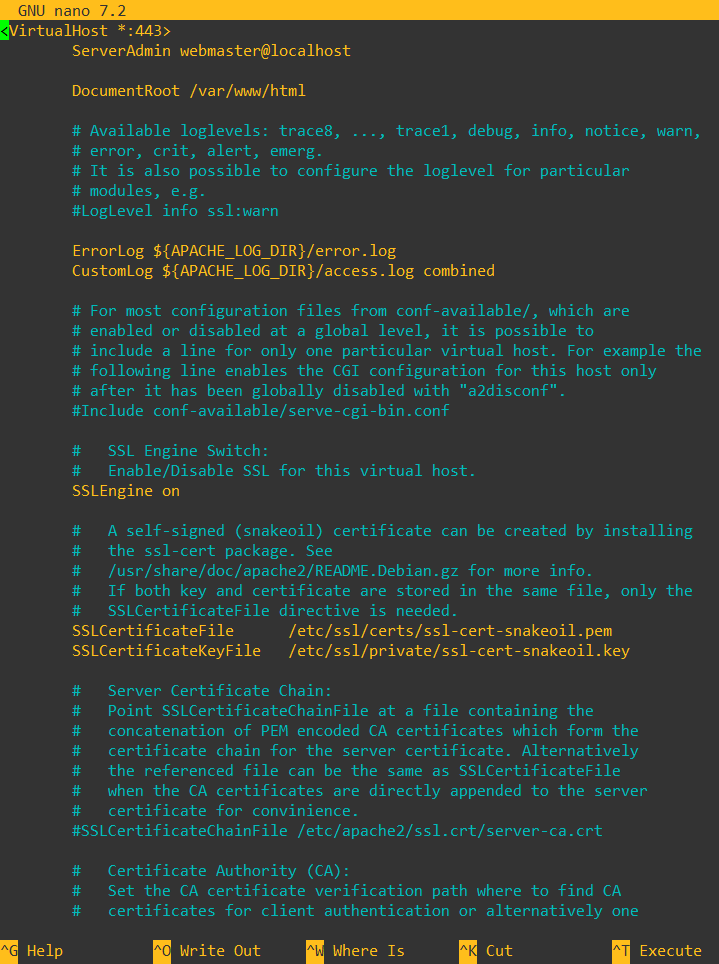 GNU nano 7.2
<VirtualHost *:443>
ServerAdmin webmaster@localhost
DocumentRoot /var/www/html
# Available loglevels: trace8, ..., trace1, debug, info, notice, warn,
# error, crit, alert, emerg.
# It is also possible to configure the loglevel for particular
# modules, e.g.
#LogLevel info ssl:warn
ErrorLog ${APACHE_LOG_DIR}/error.log
CustomLog ${APACHE_LOG_DIR}/access.log combined
# For most configuration files from conf-available/, which are
# enabled or disabled at a global level, it is possible to
# include a line for only one particular virtual host. For example the
# following line enables the CGI configuration for this host only
# after it has been globally disabled with "a2disconf".
#Include conf-available/serve-cgi-bin.conf
#   SSL Engine Switch:
#   Enable/Disable SSL for this virtual host.
SSLEngine on
#   A self-signed (snakeoil) certificate can be created by installing
#   the ssl-cert package. See
#   /usr/share/doc/apache2/README.Debian.gz for more info.
#   If both key and certificate are stored in the same file, only the
#   SSLCertificateFile directive is needed.
SSLCertificateFile      /etc/ssl/certs/ssl-cert-snakeoil.pem
SSLCertificateKeyFile   /etc/ssl/private/ssl-cert-snakeoil.key
#   Server Certificate Chain:
#   Point SSLCertificateChainFile at a file containing the
#   concatenation of PEM encoded CA certificates which form the
#   certificate chain for the server certificate. Alternatively
#   the referenced file can be the same as SSLCertificateFile
#   when the CA certificates are directly appended to the server
#   certificate for convinience.
#SSLCertificateChainFile /etc/apache2/ssl.crt/server-ca.crt
#   Certificate Authority (CA):
#   Set the CA certificate verification path where to find CA
#   certificates for client authentication or alternatively one
^G Help ^O Write Out ^W Where Is ^K Cut ^T Execute